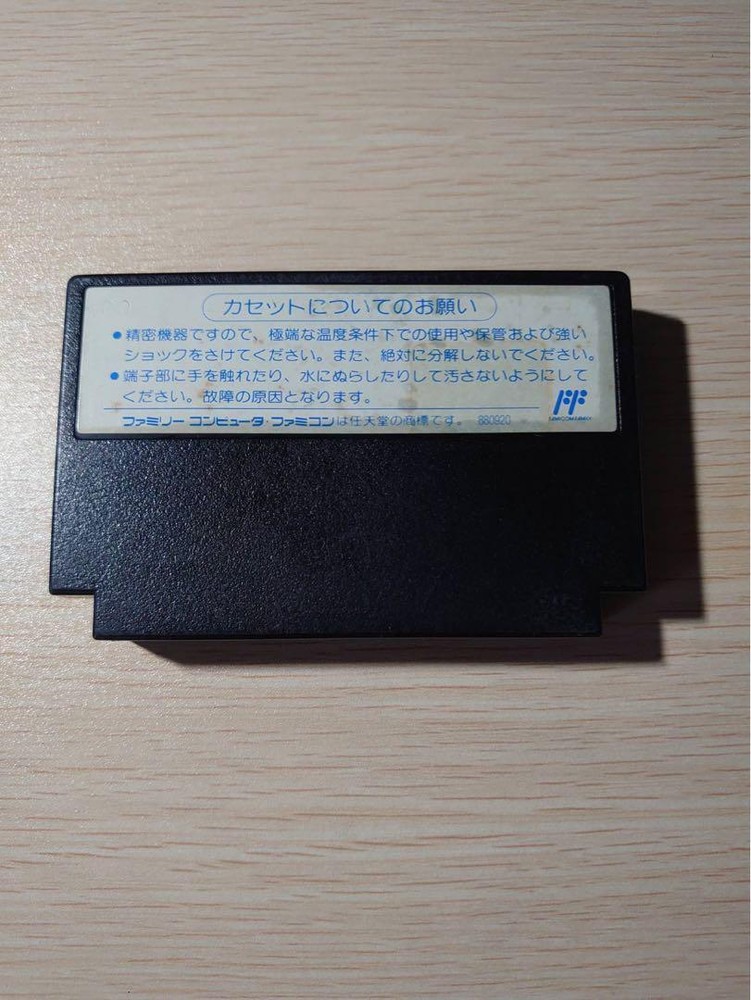 カセットについてのお願い
●精密機器ですので、極端な温度条件下での使用や保管および強い
ショックをさけてください。また、絶対に分解しないでください。
●端子部に手を触れたり、水にぬらしたりして汚さないようにして
ください。故障の原因となります。
ファミリー コンピュータ・ファミコンは任天堂の商標です。 880920